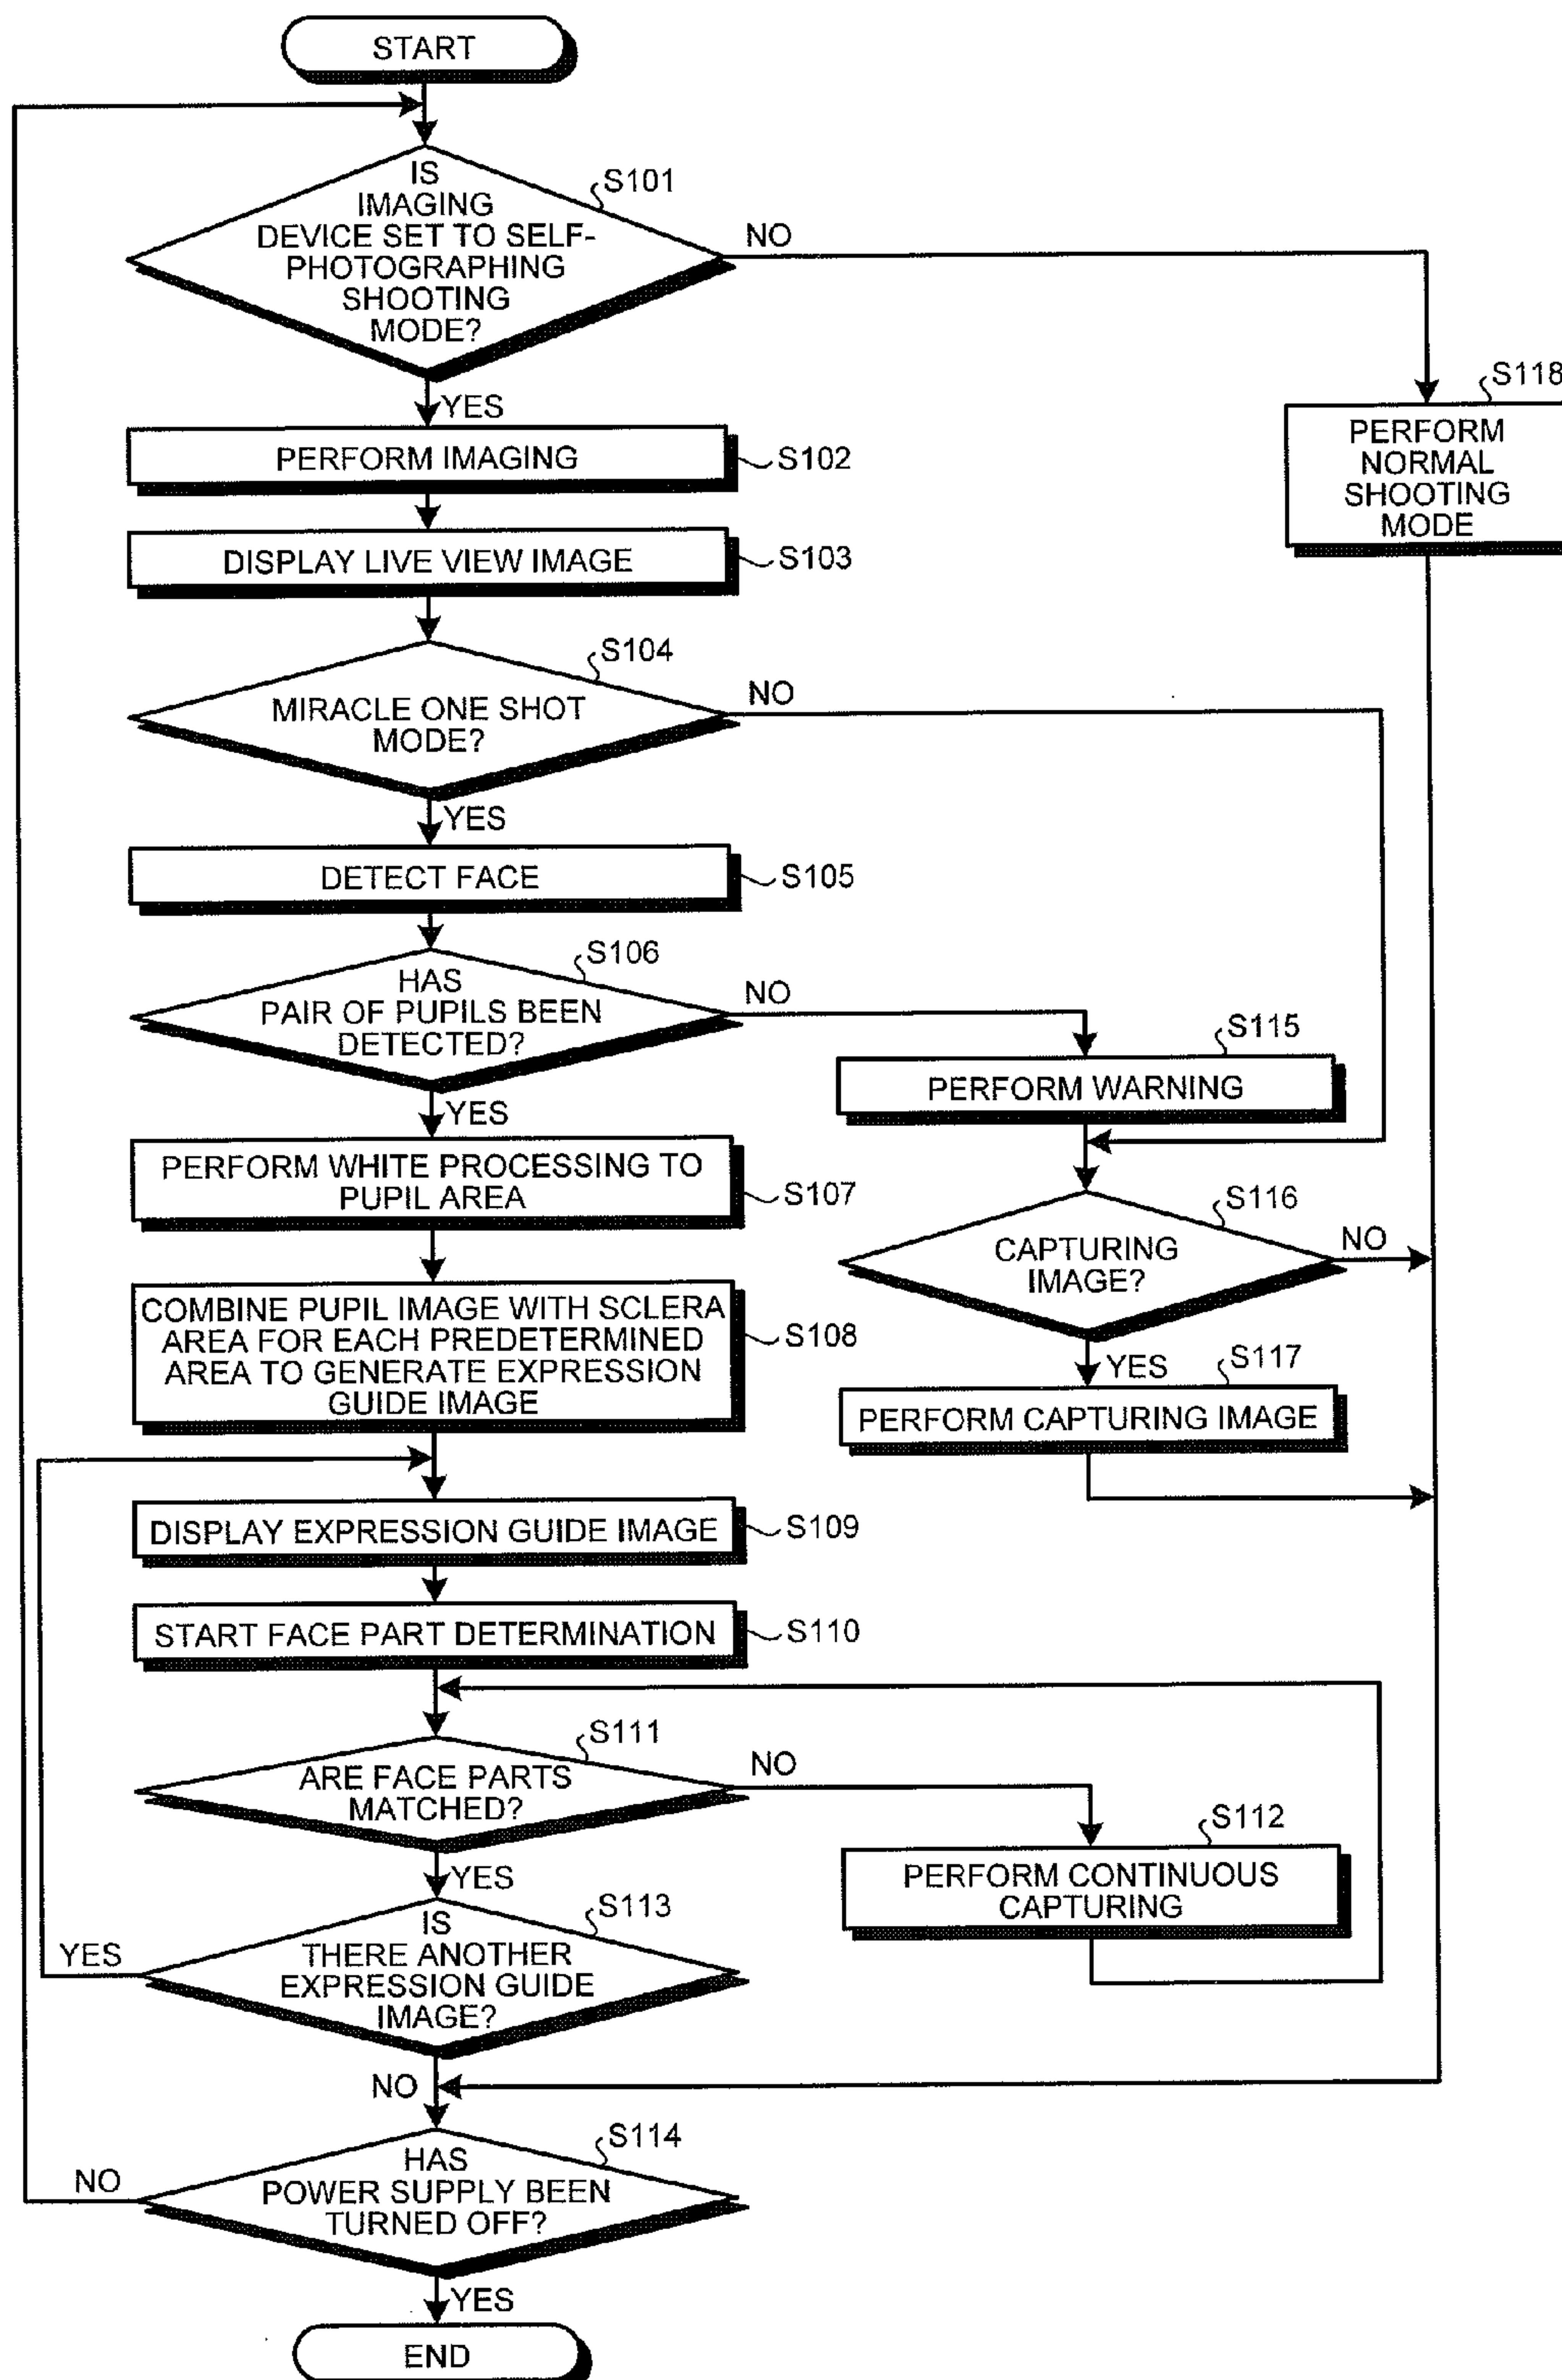 START
IS
IMAGING
DEVICE SET TO SELF-
PHOTOGRAPHING
SHOOTING
MODE?
S101
NO
YES
S118
PERFORM
NORMAL
SHOOTING
MODE
PERFORM IMAGING
S102
DISPLAY LIVE VIEW IMAGE
S103
S104
MIRACLE ONE SHOT
MODE?
NO
YES
DETECT FACE
S105
S106
HAS
PAIR OF PUPILS BEEN
DETECTED?
NO
YES
S115
PERFORM WARNING
PERFORM WHITE PROCESSING TO
PUPIL AREA
S107
S116
CAPTURING
IMAGE?
NO
YES
COMBINE PUPIL IMAGE WITH SCLERA
AREA FOR EACH PREDETERMINED
AREA TO GENERATE EXPRESSION
GUIDE IMAGE
S108
S117
PERFORM CAPTURING IMAGE
DISPLAY EXPRESSION GUIDE IMAGE
S109
START FACE PART DETERMINATION
S110
S111
ARE FACE PARTS
MATCHED?
NO
YES
S112
PERFORM CONTINUOUS
CAPTURING
S113
IS
THERE ANOTHER
EXPRESSION GUIDE
IMAGE?
YES
NO
S114
HAS
POWER SUPPLY BEEN
TURNED OFF?
NO
YES
END